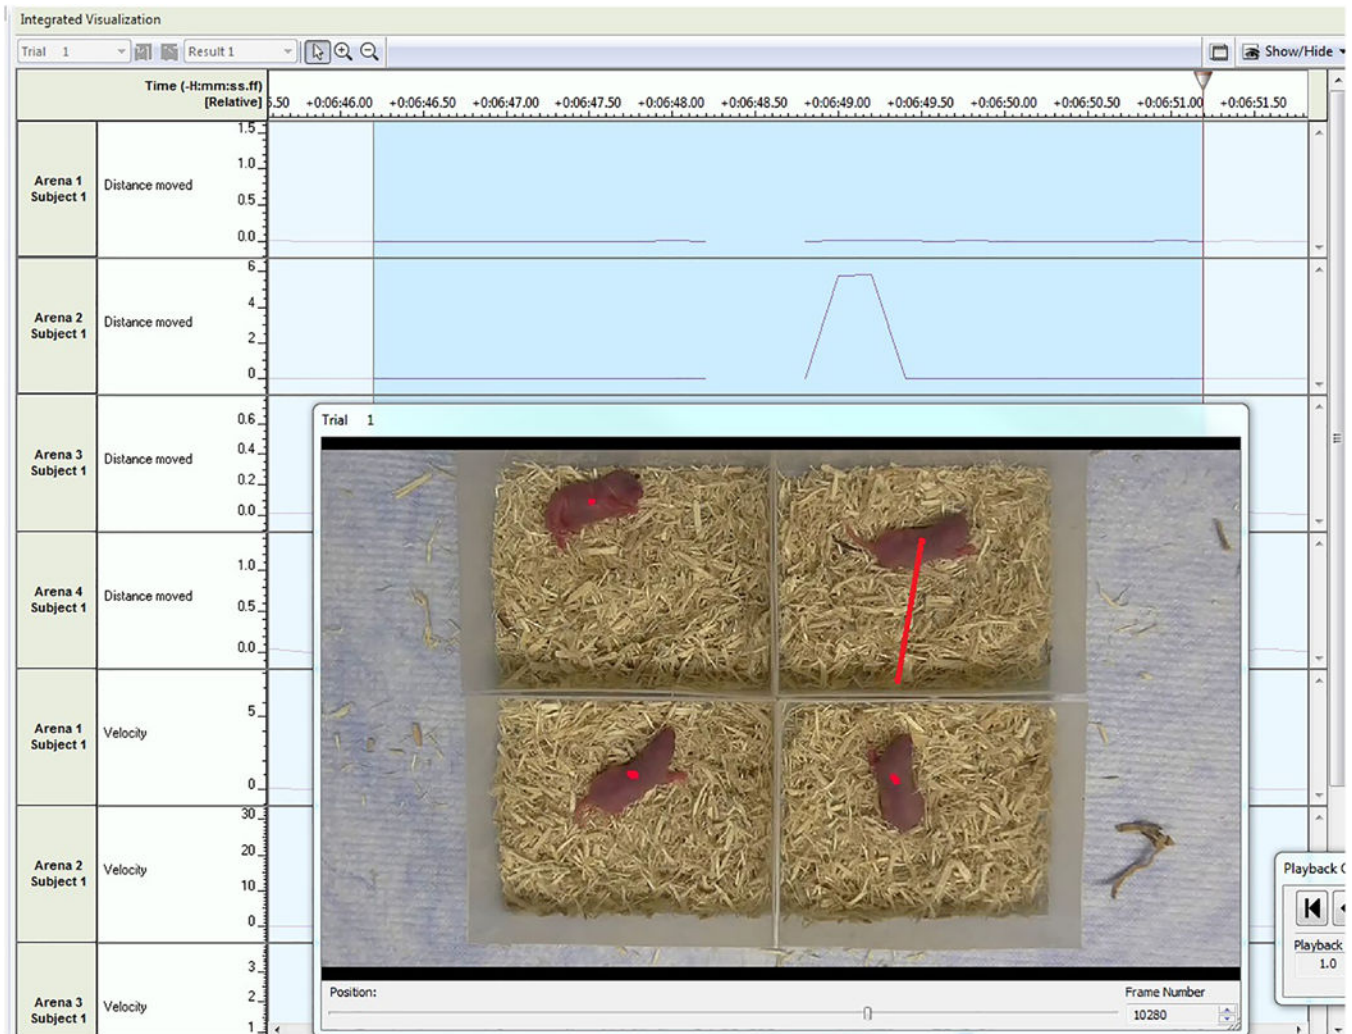 Integrated Visualization
Trial 1 Result 1 Show/Hide
Time (-H:mm:ss.ff)
[Relative] 5.50 +0:06:46.00 +0:06:46.50 +0:06:47.00 +0:06:47.50 +0:06:48.00 +0:06:48.50 +0:06:49.00 +0:06:49.50 +0:06:50.00 +0:06:50.50 +0:06:51.00 +0:06:51.50
Arena 1
Subject 1
Distance moved
1.5
1.0
0.5
0.0
Arena 2
Subject 1
Distance moved
6
4
2
0
Arena 3
Subject 1
Distance moved
0.6
0.4
0.2
0.0
Arena 4
Subject 1
Distance moved
1.0
0.5
0.0
Arena 1
Subject 1
Velocity
5
0
Arena 2
Subject 1
Velocity
30
20
10
0
Arena 3
Subject 1
Velocity
3
2
1
Trial 1
Position:
Frame Number
10280
Playback
Playback
1.0